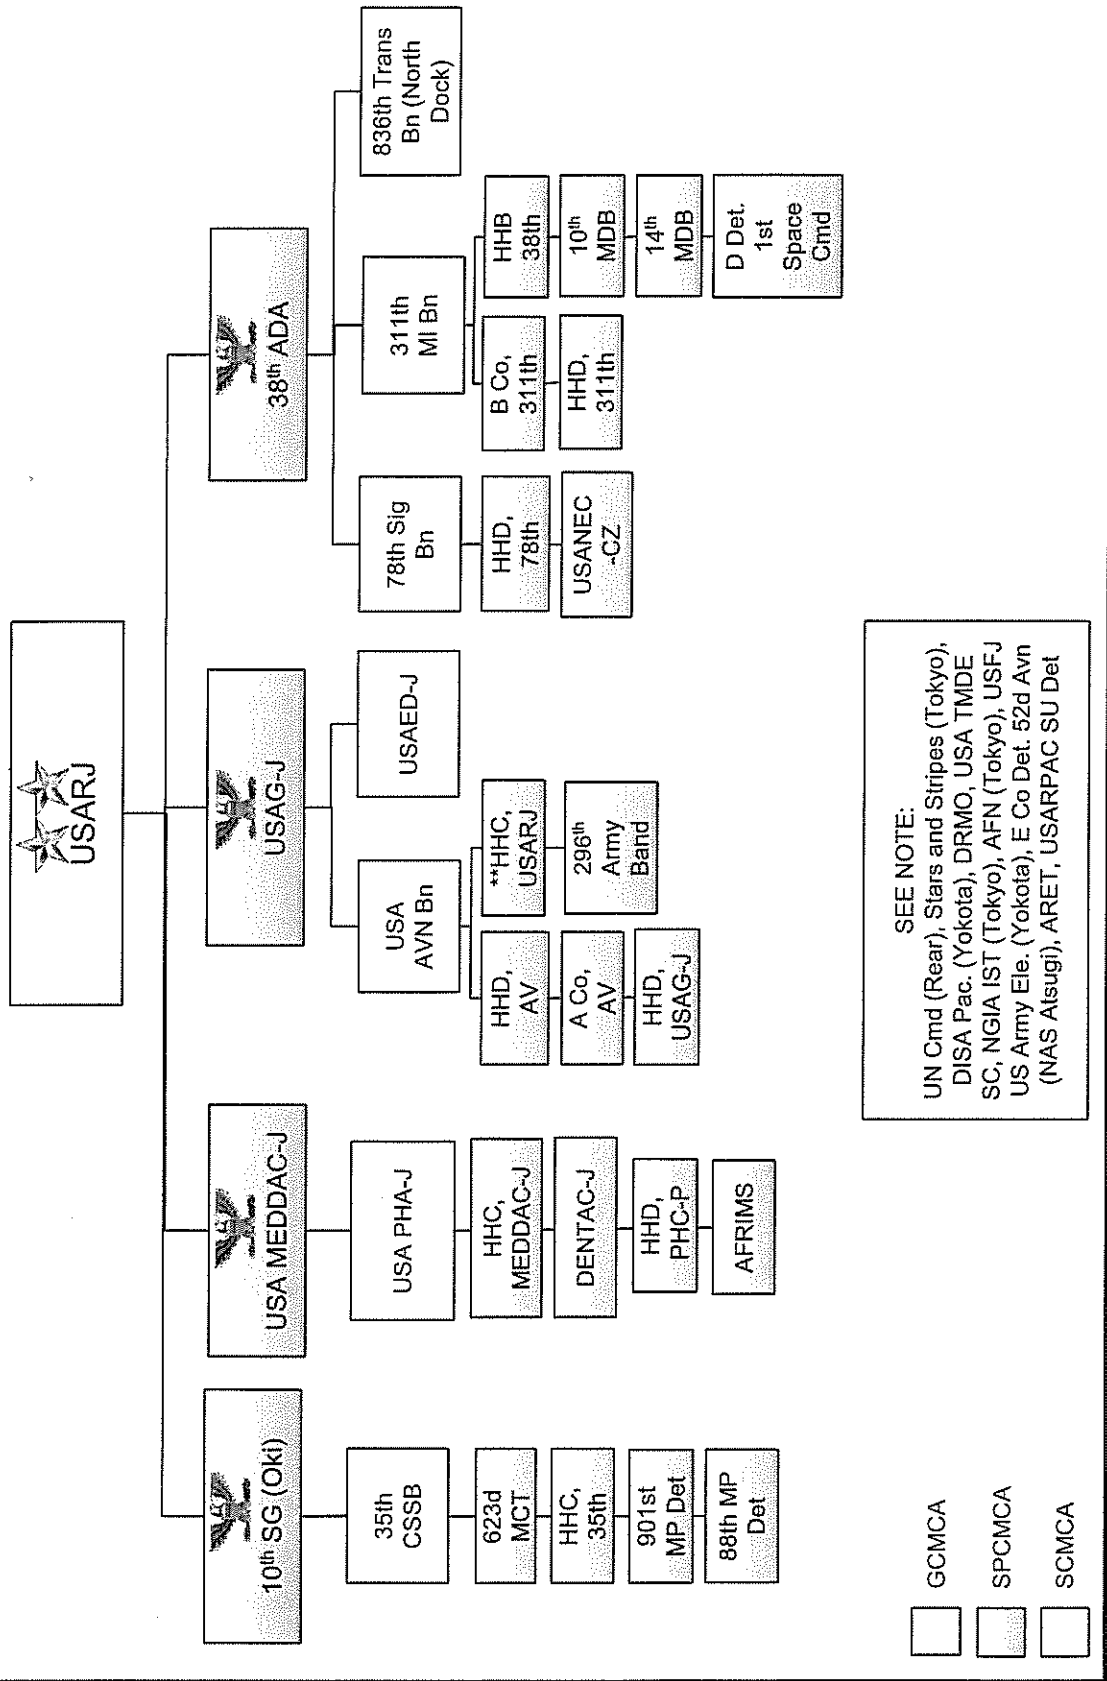 USARJ
10th SG (Oki)
35th
CSSB
623d
MCT
HHC,
35th
901st
MP Det
88th MP
Det
USA MEDDAC-J
USA PHA-J
HHC,
MEDDAC-J
DENTAC-J
HHD,
PHC-P
AFRIMS
USAG-J
USA
AVN Bn
HHD,
AV
A Co,
AV
HHD,
USAG-J
**HHC,
USARJ
296th
Army
Band
USAED-J
38th ADA
78th Sig
Bn
HHD,
78th
USANEC
-CZ
311th
MI Bn
B Co,
311th
HHD,
311th
HHB
38th
10th
MDB
14th
MDB
D Det,
1st
Space
Cmd
836th Trans
Bn (North
Dock)
GCMCA
SPCMCA
SCMCA
SEE NOTE:
UN Cmd (Rear), Stars and Stripes (Tokyo),
DISA Pac. (Yokota), DRMO, USA TMDE
SC, NGIA IST (Tokyo), AFN (Tokyo), USFJ
US Army Ele. (Yokota), E Co Det. 52d Avn
(NAS Atsugi), ARET, USARPAC SU Det